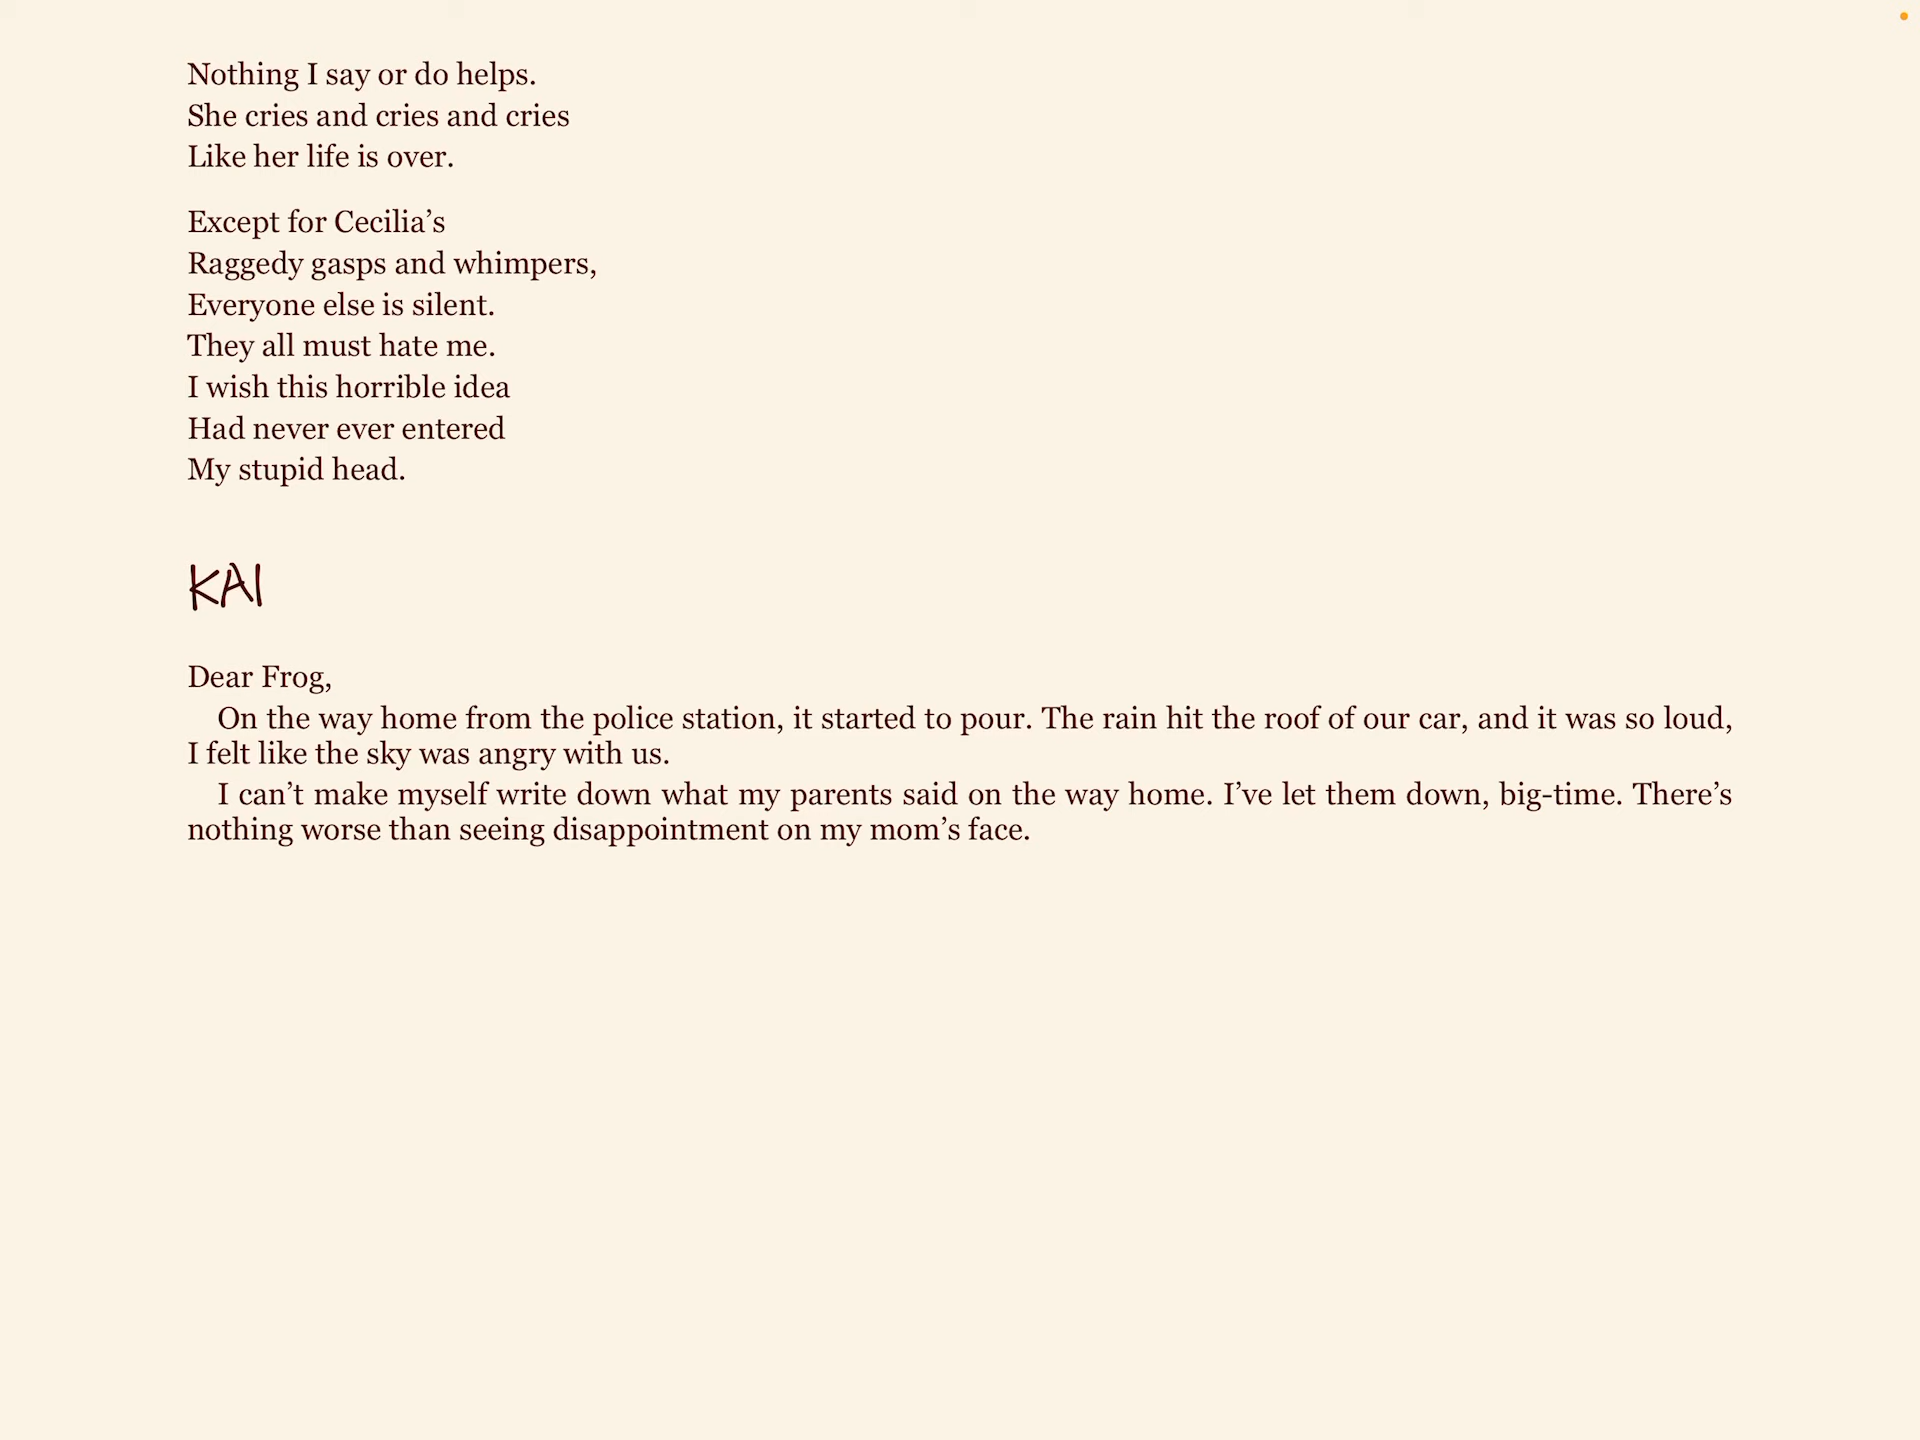 Nothing I say or do helps.
She cries and cries and cries
Like her life is over.
Except for Cecilia’s
Raggedy gasps and whimpers,
Everyone else is silent.
They all must hate me.
I wish this horrible idea
Had never ever entered
My stupid head.
KAI
Dear Frog,
On the way home from the police station, it started to pour. The rain hit the roof of our car, and it was so loud,
I felt like the sky was angry with us.
I can’t make myself write down what my parents said on the way home. I’ve let them down, big-time. There’s
nothing worse than seeing disappointment on my mom’s face.